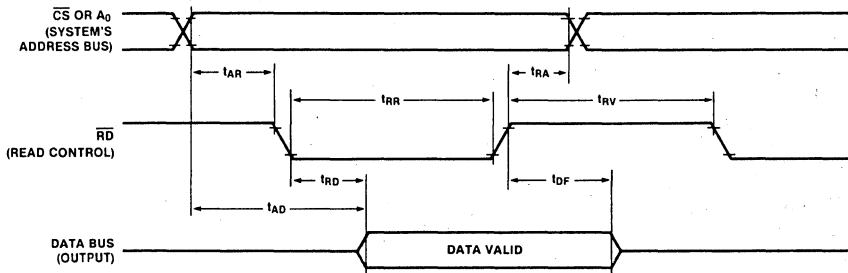 CS OR A0
(SYSTEM'S
ADDRESS BUS)
tAR
tRA
tRR
tRV
RD
(READ CONTROL)
tRD
tDF
tAD
DATA BUS
(OUTPUT)
DATA VALID